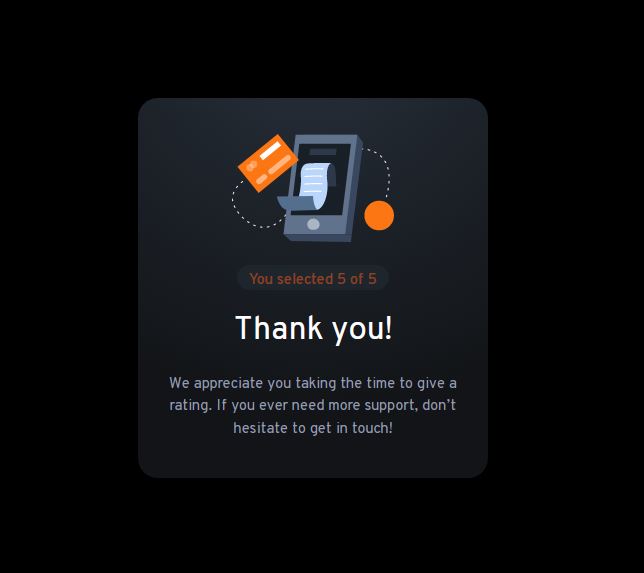 You selected 5 of 5
Thank you!
We appreciate you taking the time to give a
rating. If you ever need more support, don’t
hesitate to get in touch!